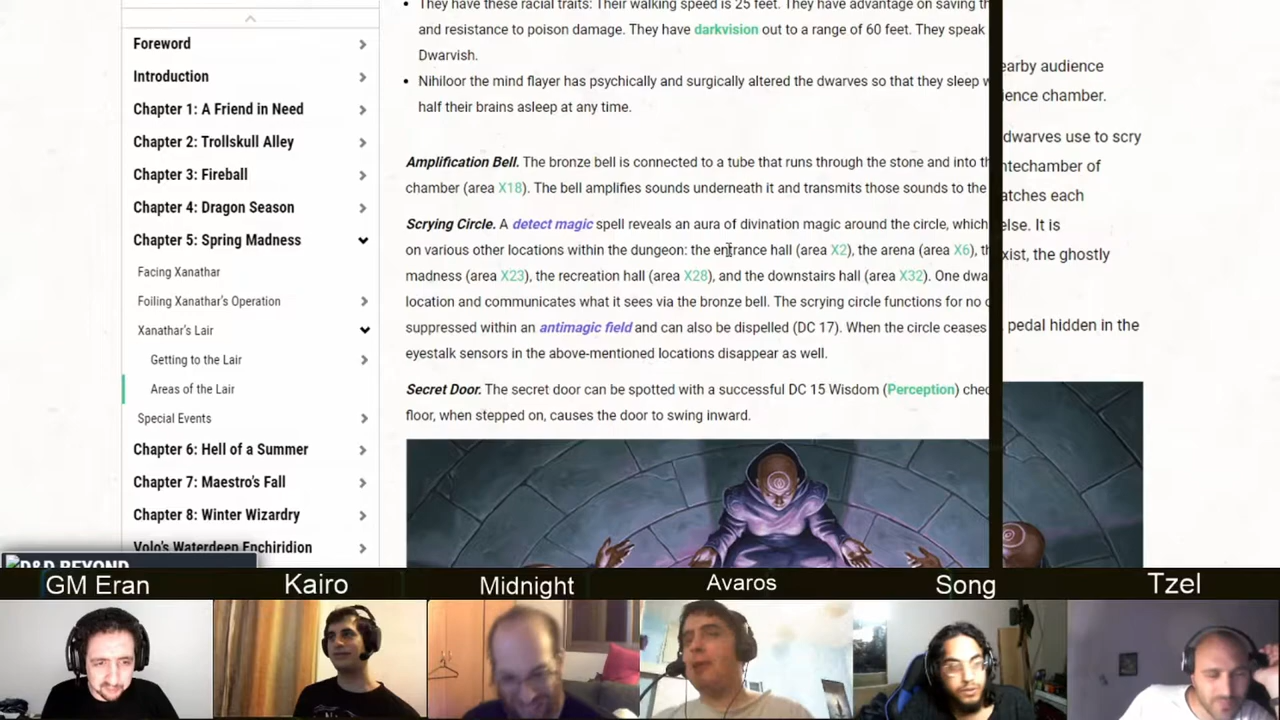 Foreword
Introduction
Chapter 1: A Friend in Need
Chapter 2: Trollskull Alley
Chapter 3: Fireball
Chapter 4: Dragon Season
Chapter 5: Spring Madness
Facing Xanathar
Foiling Xanathar's Operation
Xanathar's Lair
Getting to the Lair
Areas of the Lair
Special Events
Chapter 6: Hell of a Summer
Chapter 7: Maestro's Fall
Chapter 8: Winter Wizardry
Volo's Waterdeep Enchiridion
D&D BEYOND
They have these racial traits: Their walking speed is 25 feet. They have advantage on saving
and resistance to poison damage. They have darkvision out to a range of 60 feet. They speak
Dwarvish.
Nihiloor the mind flayer has psychically and surgically altered the dwarves so that they sleep
half their brains asleep at any time.
Amplification Bell. The bronze bell is connected to a tube that runs through the stone and into
chamber (area X18). The bell amplifies sounds underneath it and transmits those sounds to the
Scrying Circle. A detect magic spell reveals an aura of divination magic around the circle, which
on various other locations within the dungeon: the entrance hall (area X2), the arena (area X6),
madness (area X23), the recreation hall (area X28), and the downstairs hall (area X32). One
location and communicates what it sees via the bronze bell. The scrying circle functions for no
suppressed within an antimagic field and can also be dispelled (DC 17). When the circle ceases
eyestalk sensors in the above-mentioned locations disappear as well.
Secret Door. The secret door can be spotted with a successful DC 15 Wisdom (Perception)
floor, when stepped on, causes the door to swing inward.
earby audience
ience chamber.
dwarves use to scry
ntechamber of
atches each
else. It is
xist, the ghostly
pedal hidden in the
GM Eran
Kairo
Midnight
Avaros
Song
Tzel